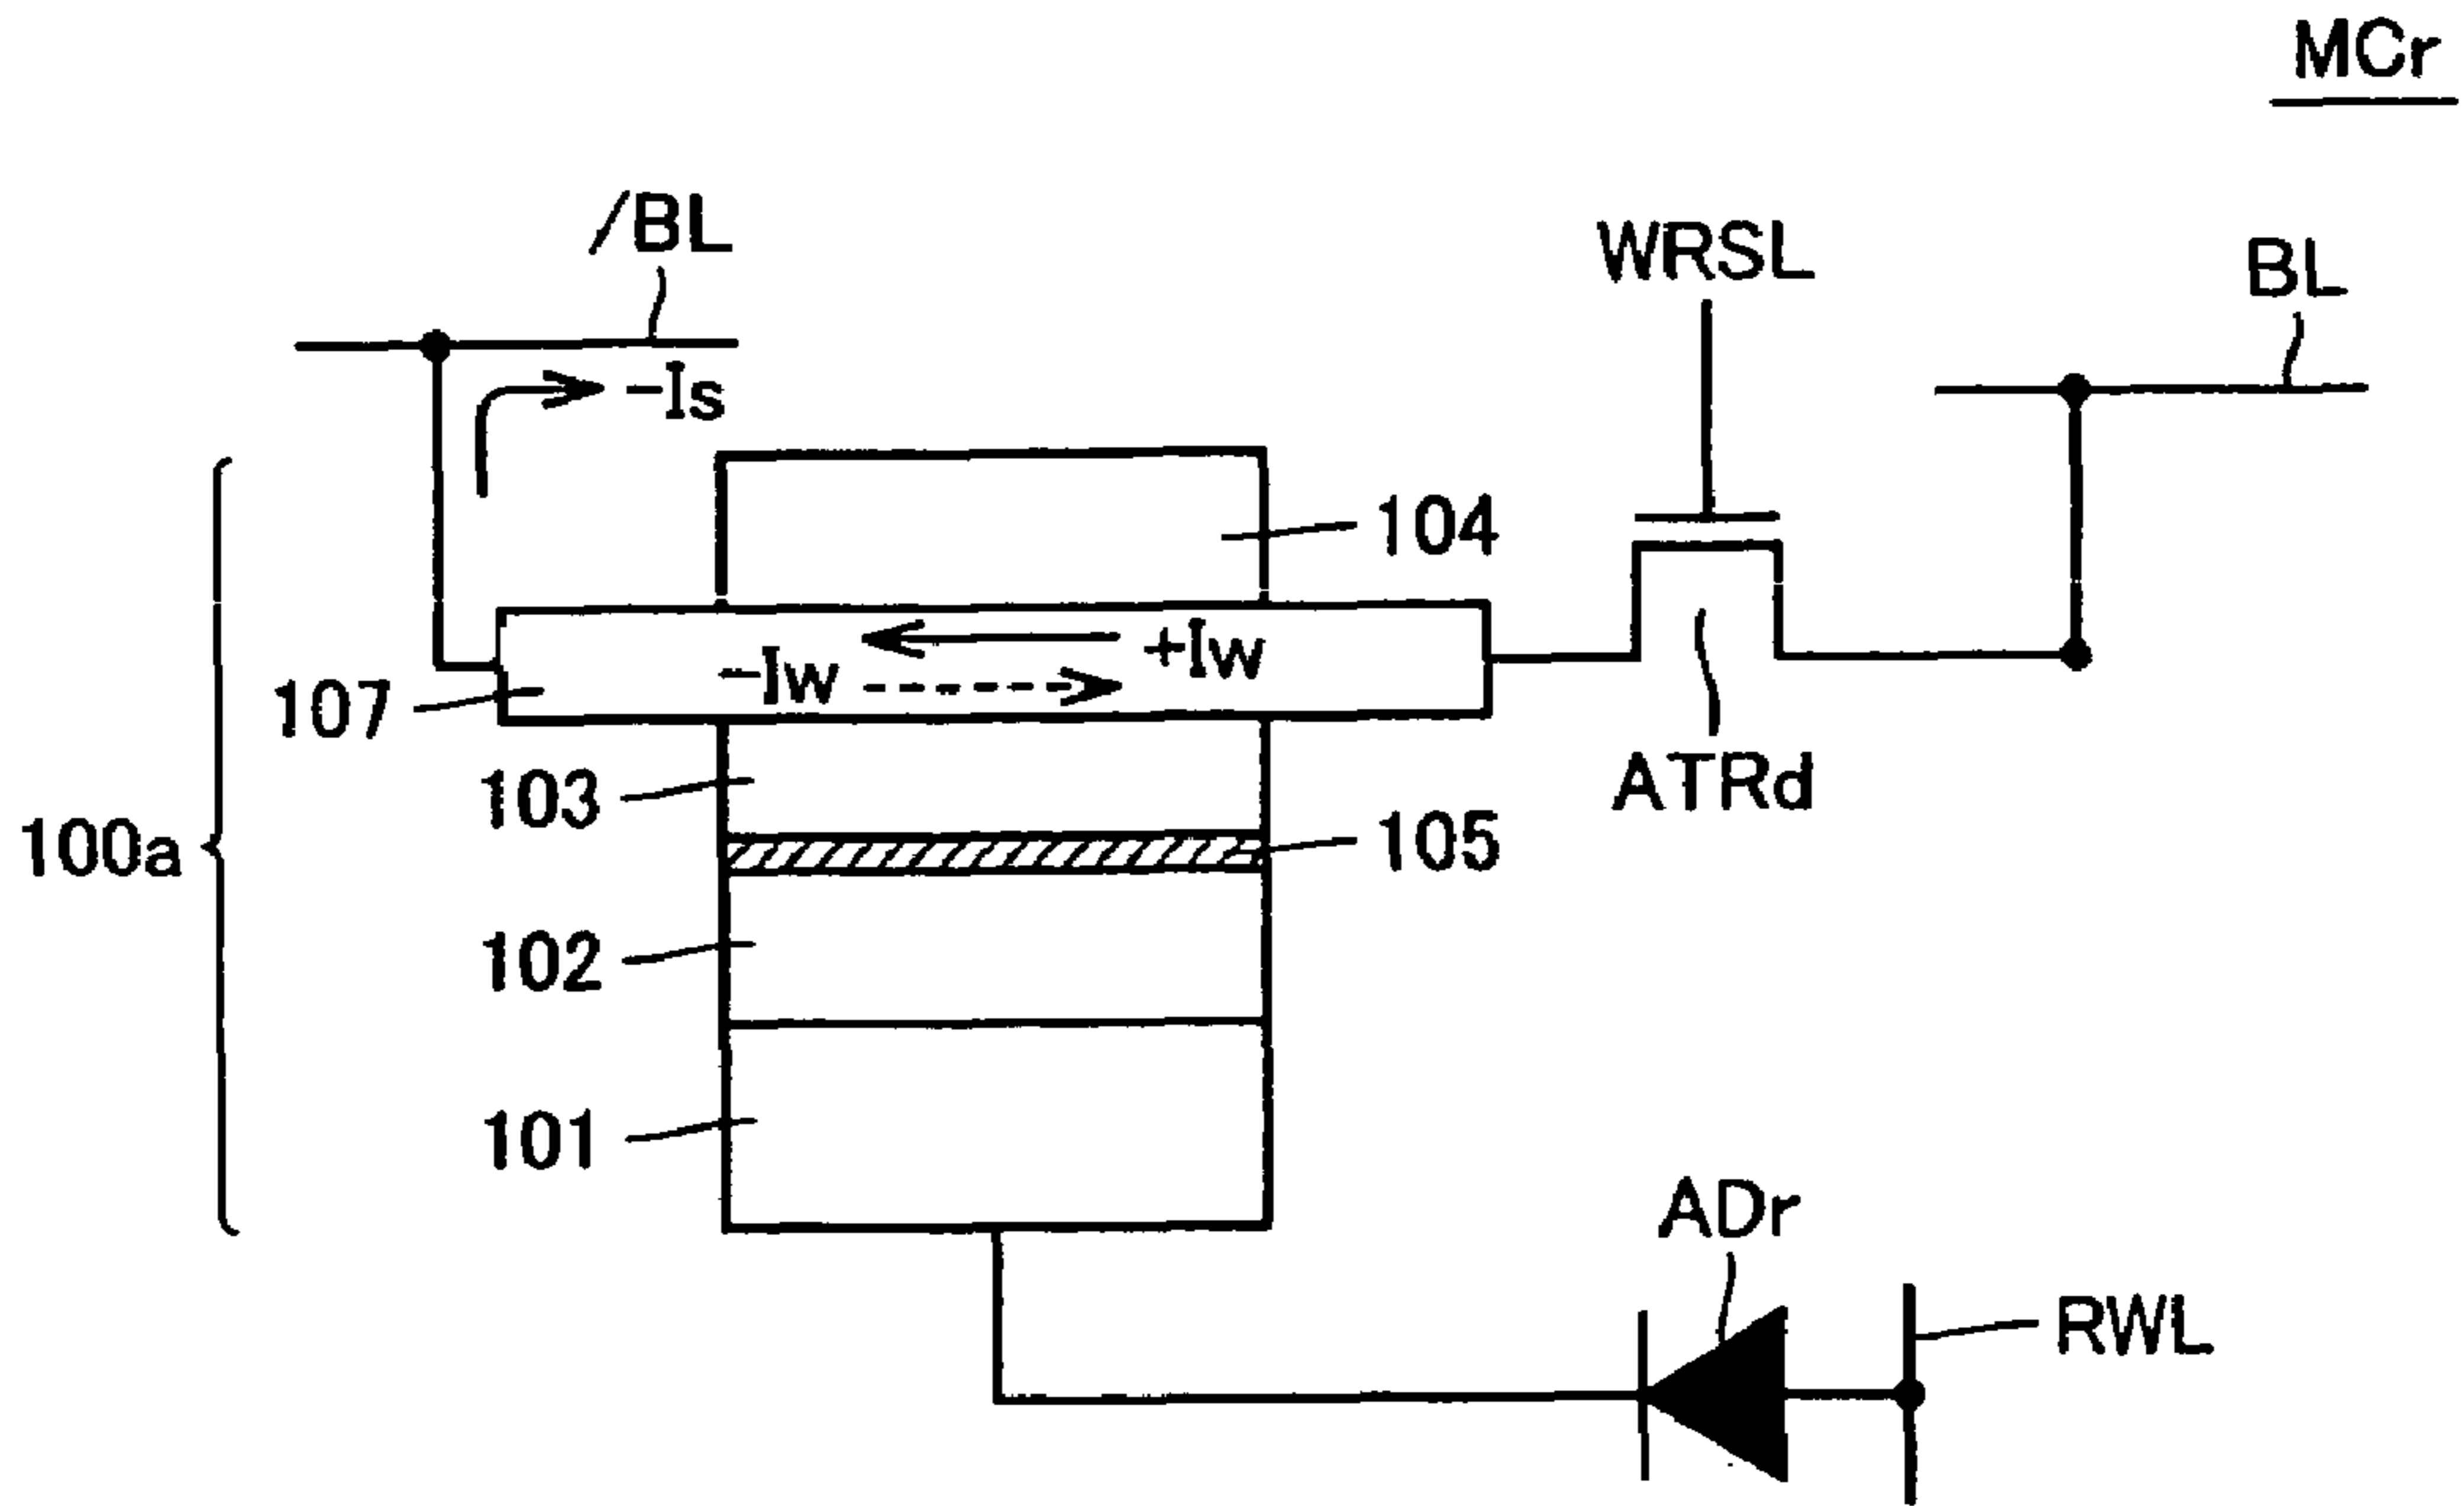 MCr
/BL
WRSL
BL
-Is
104
+Iw
-Iw
107
ATRd
103
105
100a
102
101
ADr
RWL